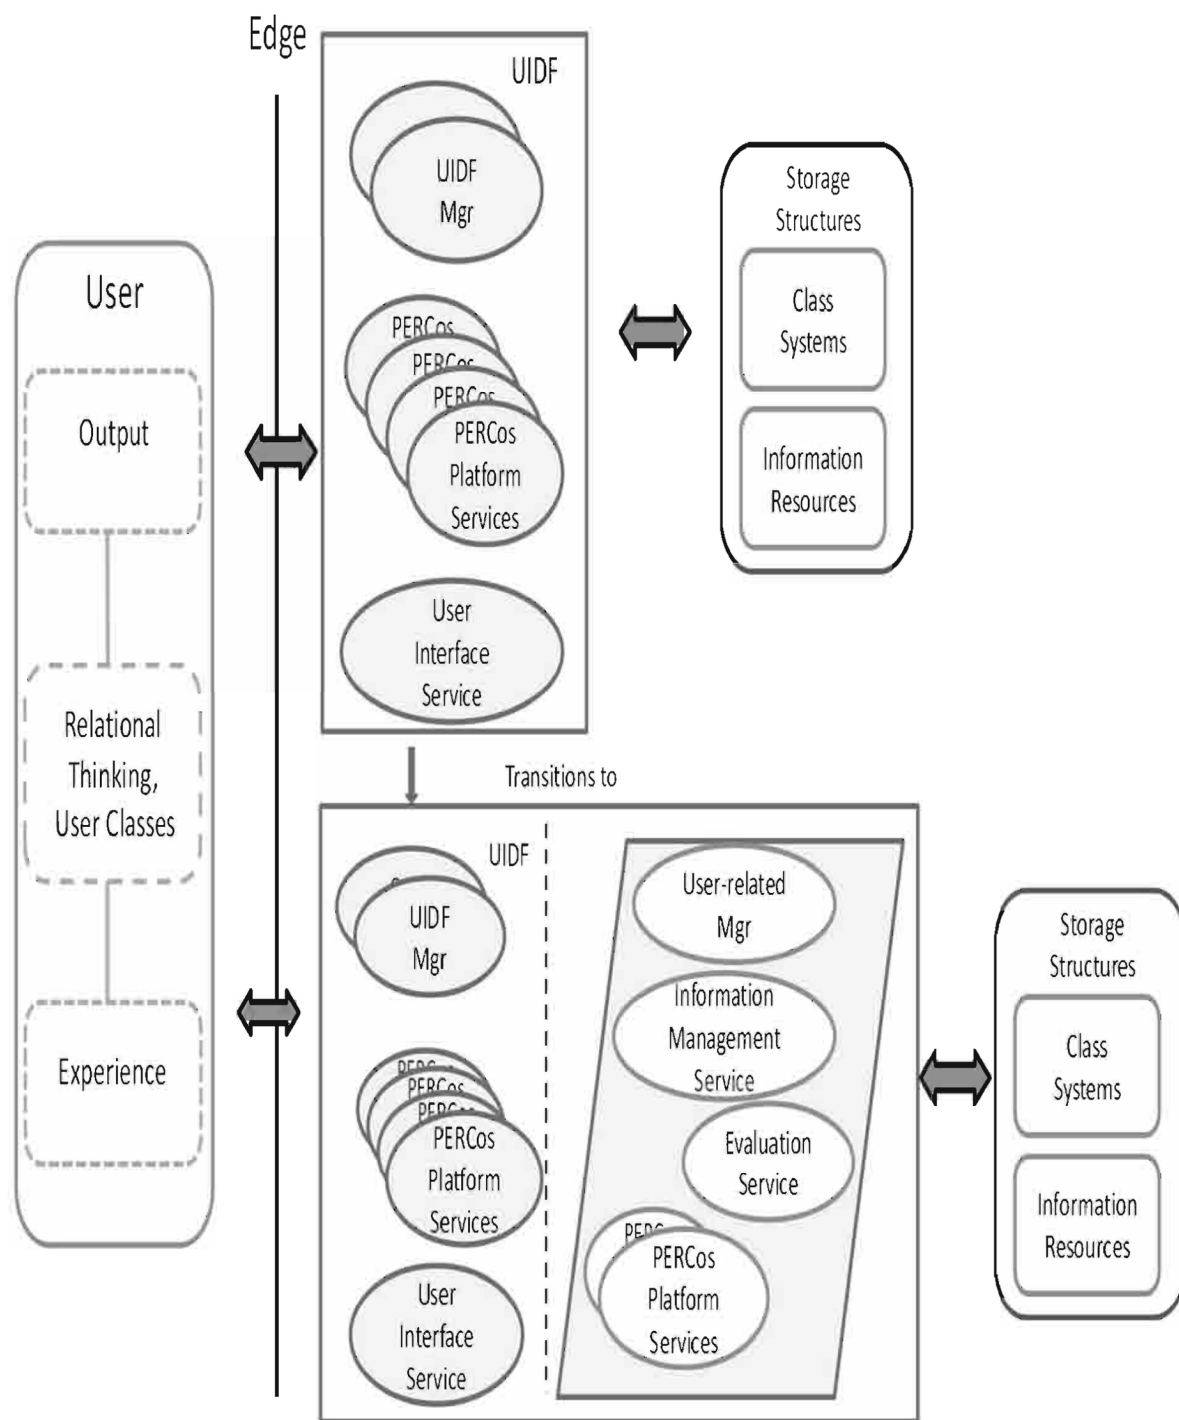 Edge
UIDF
UIDF
Mgr
PERCos
PERCos
PERCos
PERCos
Platform
Services
User
Interface
Service
Storage
Structures
Class
Systems
Information
Resources
User
Output
Relational
Thinking,
User Classes
Experience
Transitions to
UIDF
UIDF
Mgr
PERCos
PERCos
PERCos
PERCos
Platform
Services
User
Interface
Service
User-related
Mgr
Information
Management
Service
Evaluation
Service
PERCos
Platform
Services
Storage
Structures
Class
Systems
Information
Resources